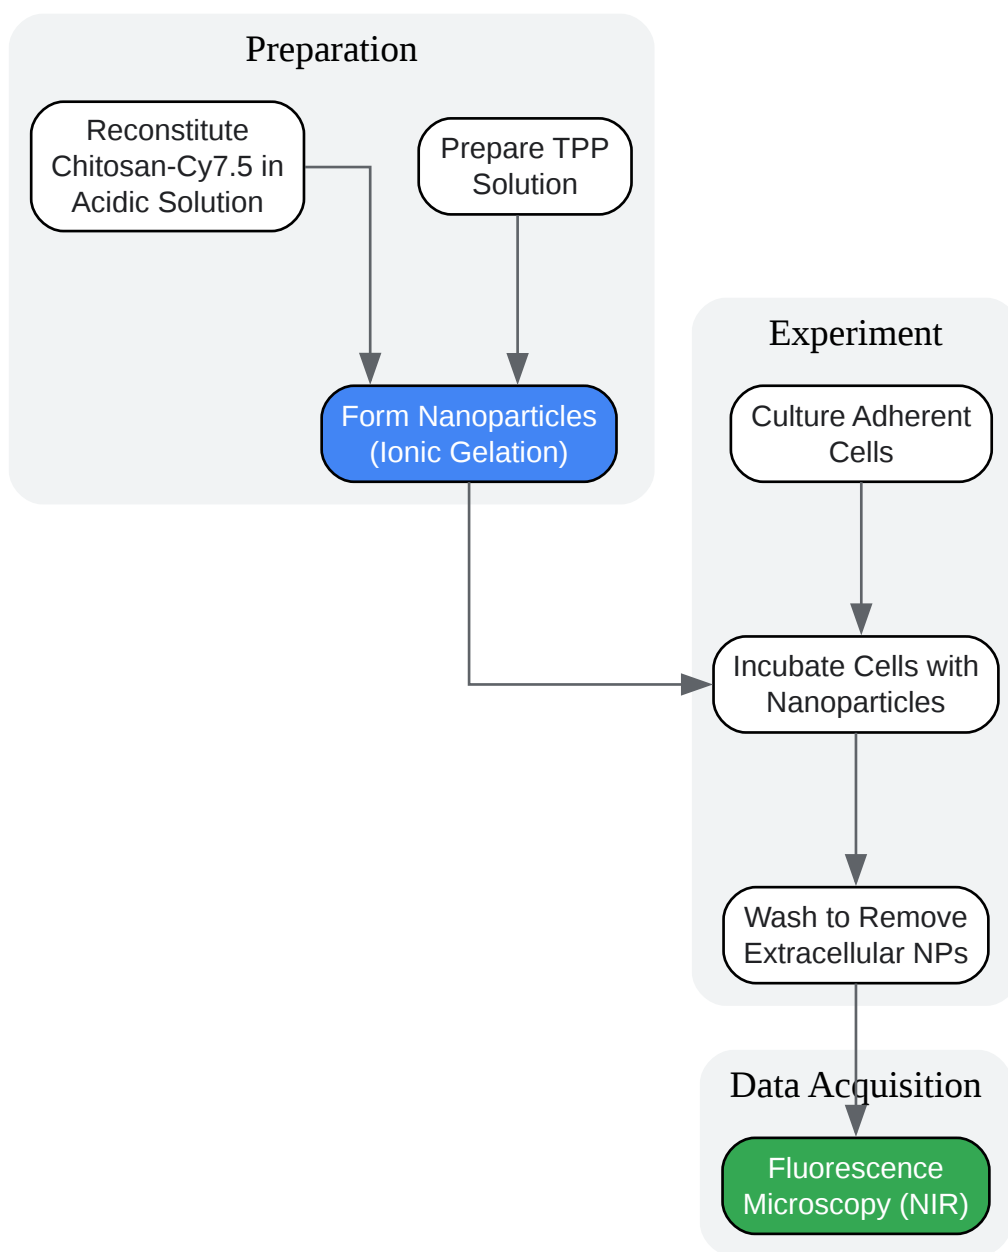 Preparation
Reconstitute
Chitosan-Cy7.5 in
Acidic Solution
Prepare TPP
Solution
Form Nanoparticles
(Ionic Gelation)
Experiment
Culture Adherent
Cells
Incubate Cells with
Nanoparticles
Wash to Remove
Extracellular NPs
Data Acquisition
Fluorescence
Microscopy (NIR)